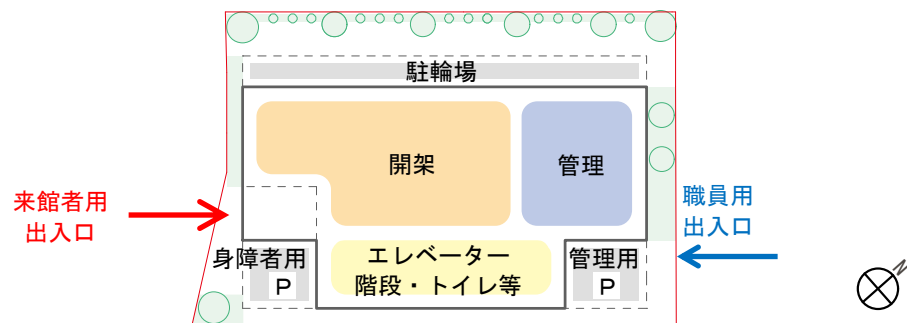 駐輪場
開架
管理
来館者用
出入口
職員用
出入口
身障者用
P
エレベーター
階段・トイレ等
管理用
P
N